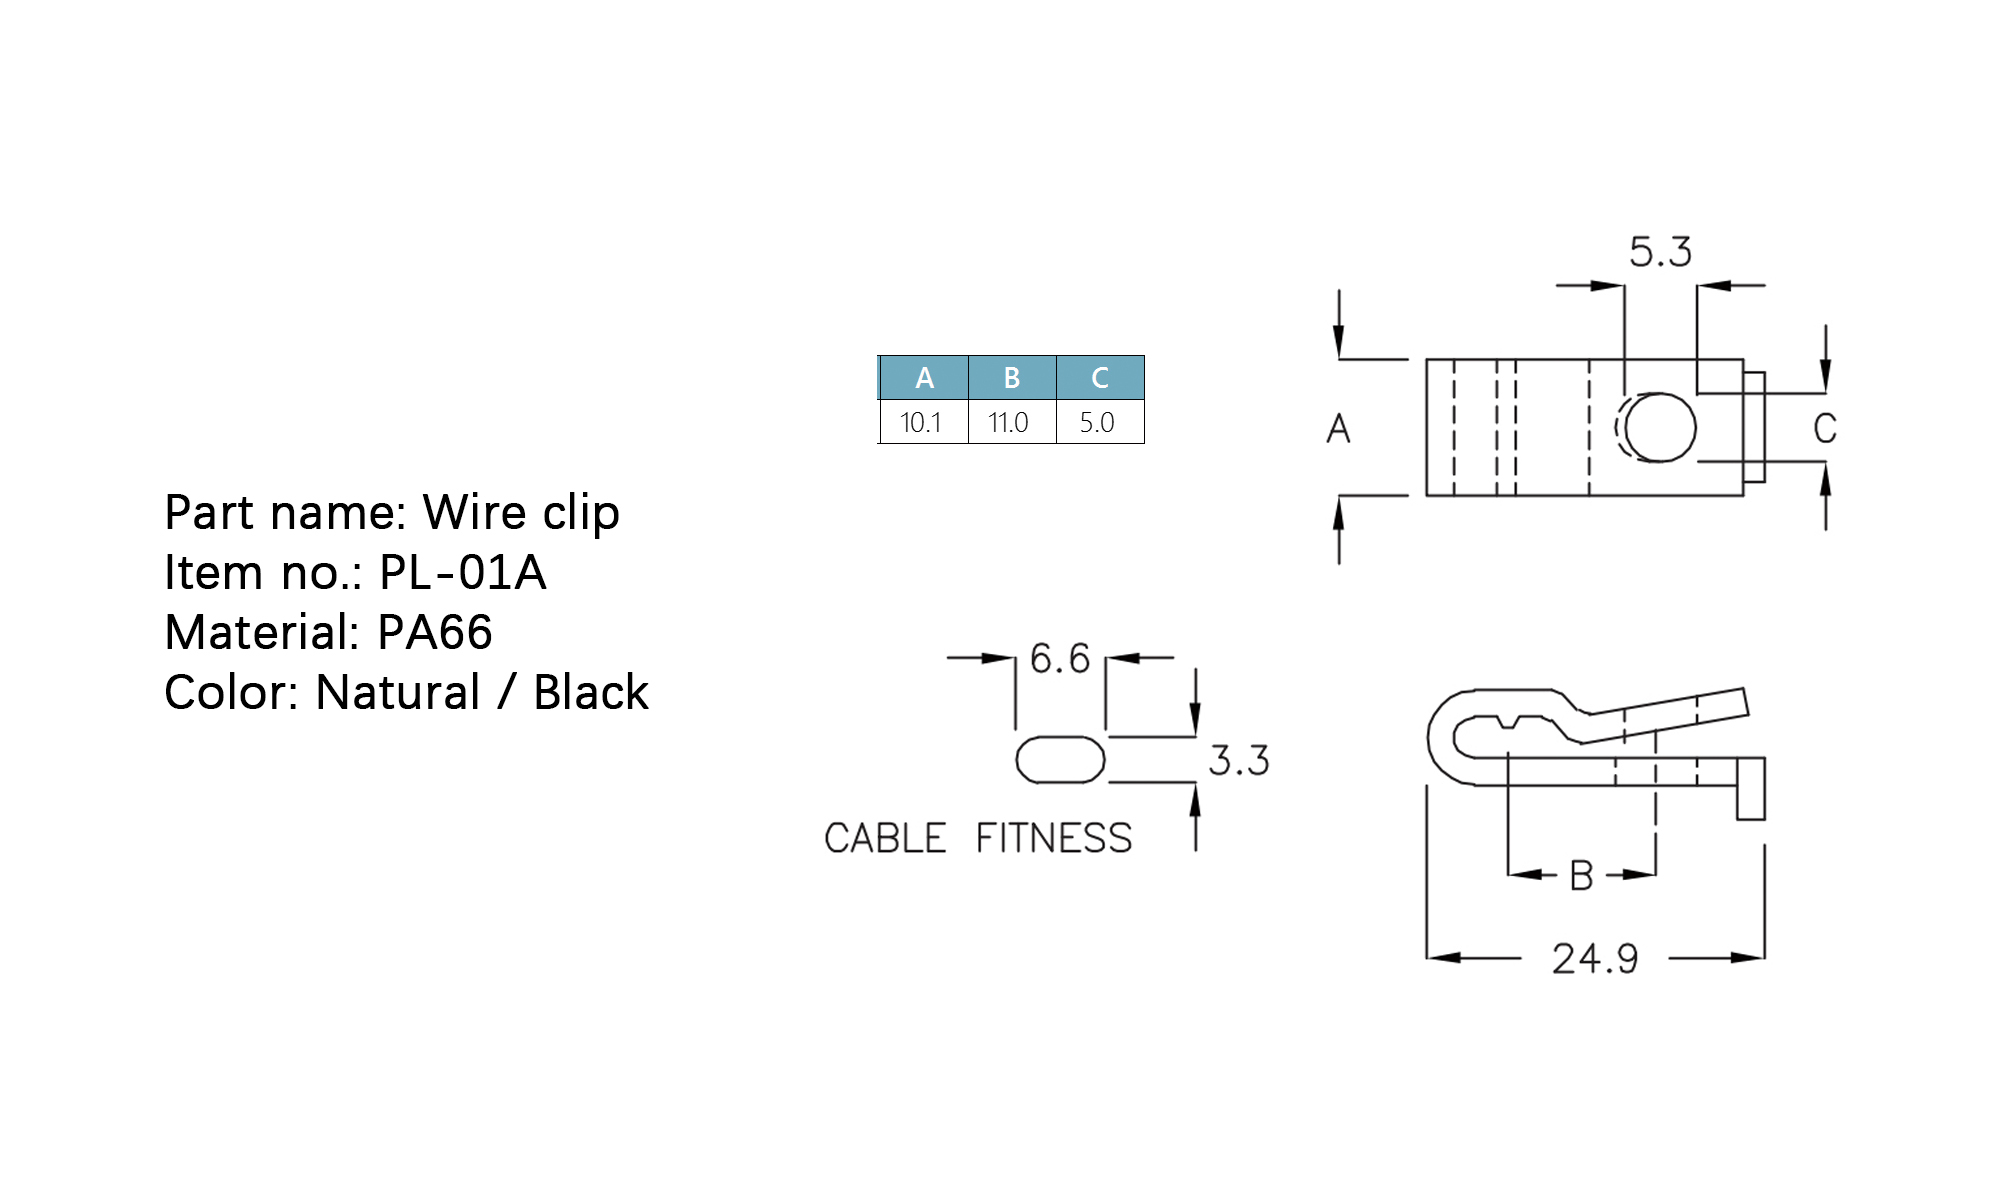 Part name: Wire clip
Item no.: PL-01A
Material: PA66
Color: Natural / Black
A B C
10.1 11.0 5.0
5.3
A
C
6.6
3.3
CABLE FITNESS
B
24.9